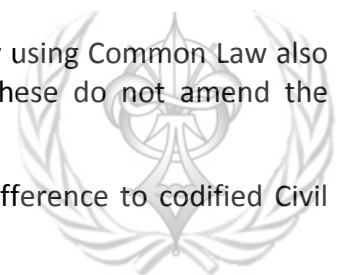 using Common Law also
hese do not amend the
fference to codified Civil